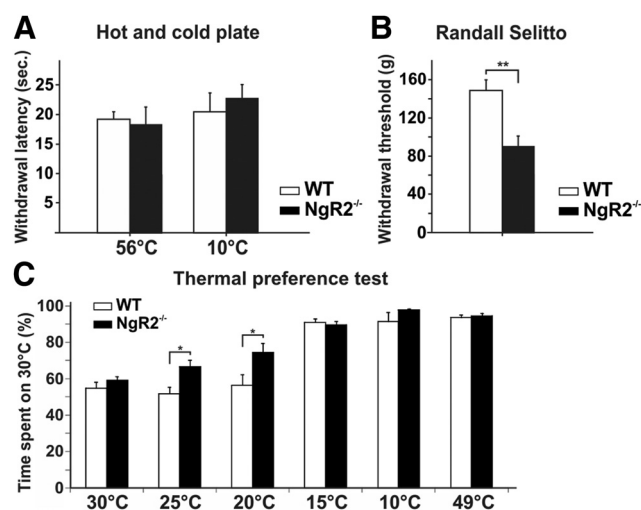 A
Hot and cold plate
Withdrawal latency (sec.)
25
20
15
10
5
56°C 10°C
WT
NgR2-/-
B
Randall Selitto
Withdrawal threshold (g)
160
120
80
40
0
**
WT
NgR2-/-
C
Thermal preference test
Time spent on 30°C (%)
100
80
60
40
20
0
WT
NgR2-/-
* *
30°C 25°C 20°C 15°C 10°C 49°C